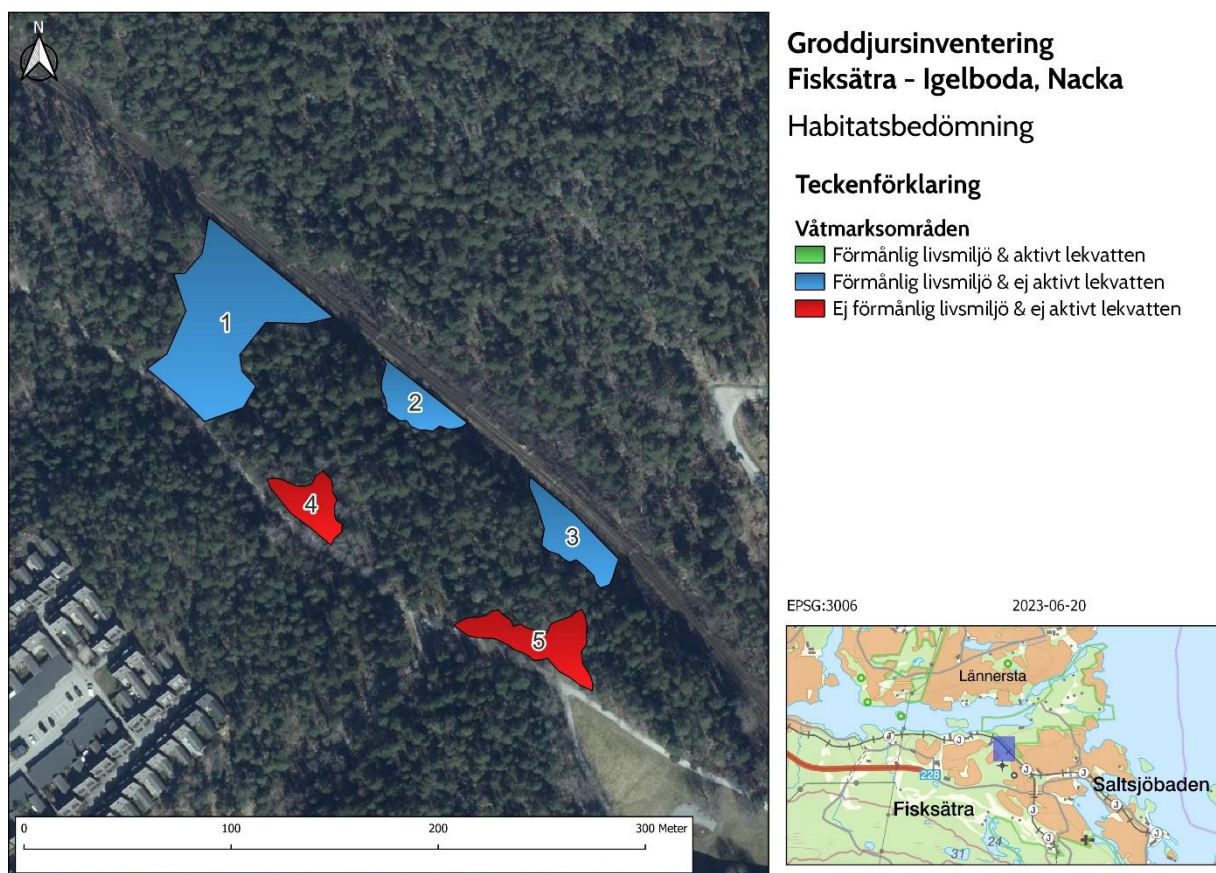 N
Groddjursinventering
Fisksätra - Igelboda, Nacka
Habitatsbedömning
Teckenförklaring
Våtmarksområden
Förmånlig livsmiljö & aktivt lekvatten
Förmånlig livsmiljö & ej aktivt lekvatten
Ej förmånlig livsmiljö & ej aktivt lekvatten
1
2
3
4
5
0 100 200 300 Meter
EPSG:3006 2023-06-20
Lännersta
J
J
228
J
J
Saltsjöbaden
Fisksätra
J
J
J
J
31
24